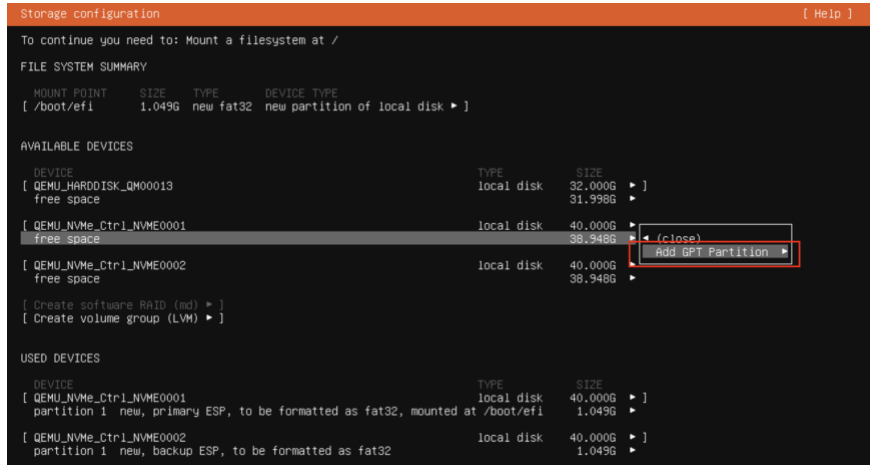 Storage configuration [ Help ]
To continue you need to: Mount a filesystem at /
FILE SYSTEM SUMMARY
MOUNT POINT SIZE TYPE DEVICE TYPE
[ /boot/efi 1.049G new fat32 new partition of local disk ▸ ]
AVAILABLE DEVICES
DEVICE TYPE SIZE
[ QEMU_HARDDISK_QM00013 local disk 32.000G ▸ ]
free space 31.998G ▸
[ QEMU_NVMe_Ctrl_NVME0001 local disk 40.000G ▸
free space 38.948G ▸ ◂ (close)
Add GPT Partition ▸
[ QEMU_NVMe_Ctrl_NVME0002 local disk 40.000G ▸
free space 38.948G ▸
[ Create software RAID (md) ▸ ]
[ Create volume group (LVM) ▸ ]
USED DEVICES
DEVICE TYPE SIZE
[ QEMU_NVMe_Ctrl_NVME0001 local disk 40.000G ▸ ]
partition 1 new, primary ESP, to be formatted as fat32, mounted at /boot/efi 1.049G ▸
[ QEMU_NVMe_Ctrl_NVME0002 local disk 40.000G ▸ ]
partition 1 new, backup ESP, to be formatted as fat32 1.049G ▸